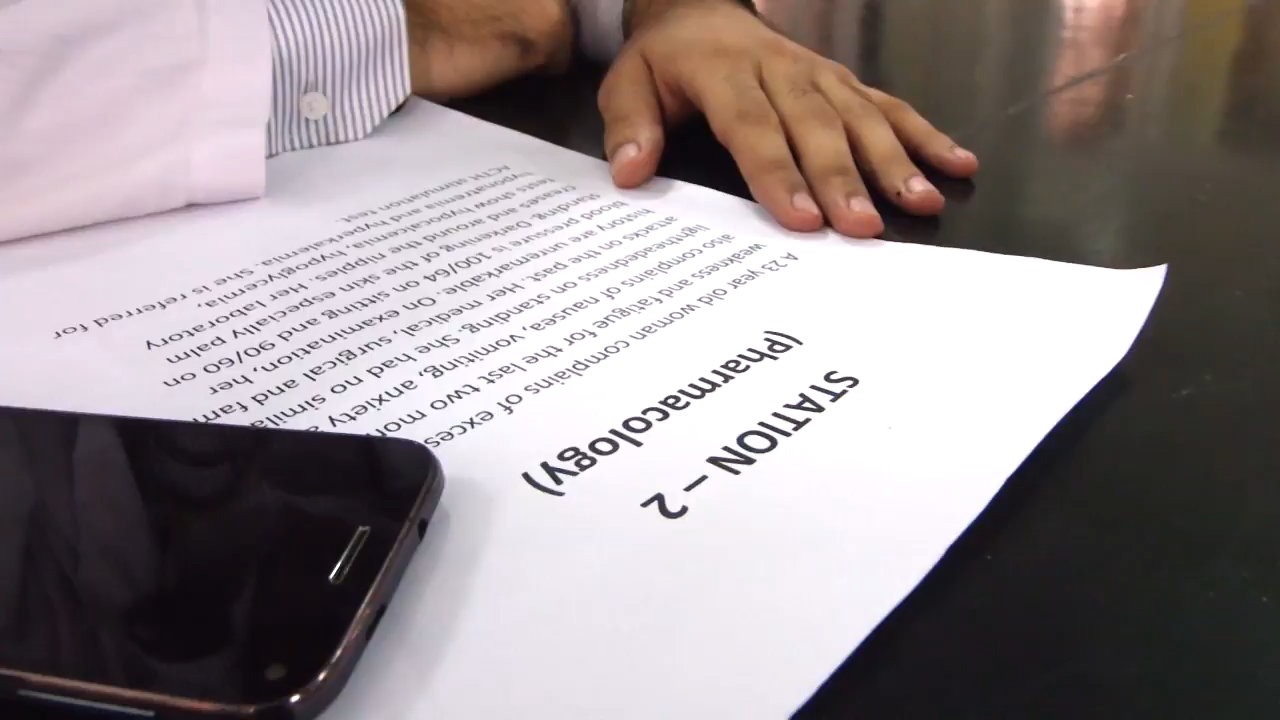 STATION – 2
(Pharmacology)
A 23 year old woman complains of exces
weakness and fatigue for the last two mon
also complains of nausea, vomiting, anxiety a
lightheadedness on standing. She had no simila
attacks on the past. Her medical, surgical and fam
history are unremarkable. On examination, her
blood pressure is 100/64 on sitting and 90/60 on
standing. Darkening of the skin especially palm
creases and around the nipples. Her laboratory
tests show hypocalcemia, hypoglycemia,
hyponatremia and hyperkalemia. She is referred for
ACTH stimulation test.